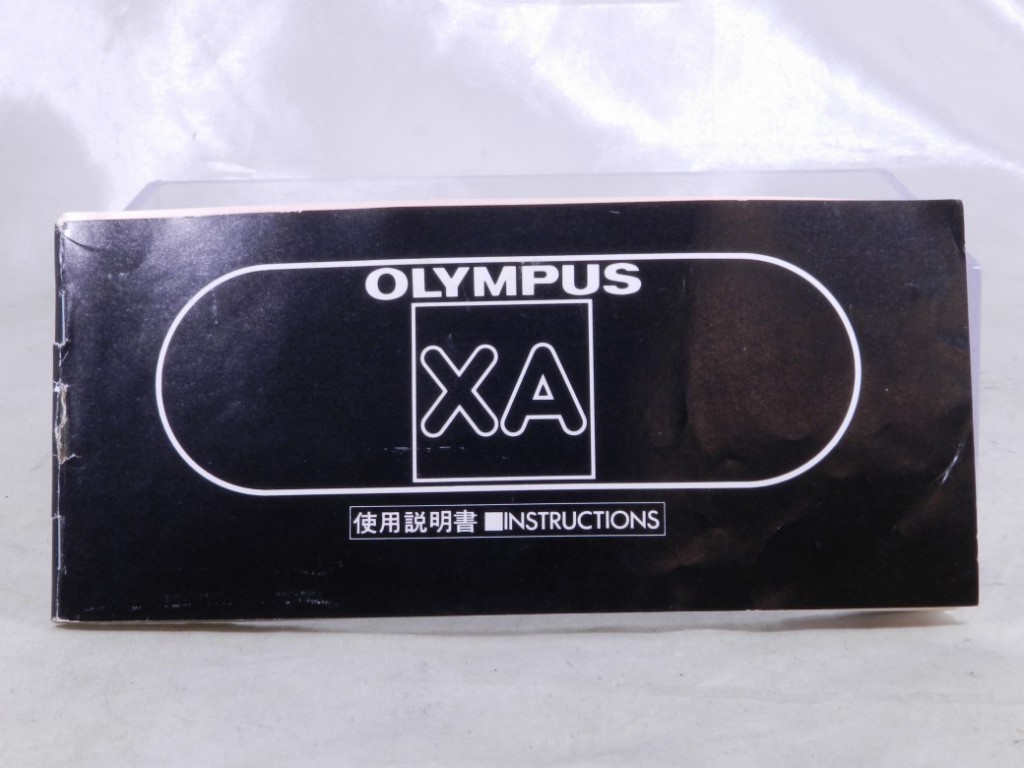 OLYMPUS
XA
使用説明書 ■INSTRUCTIONS